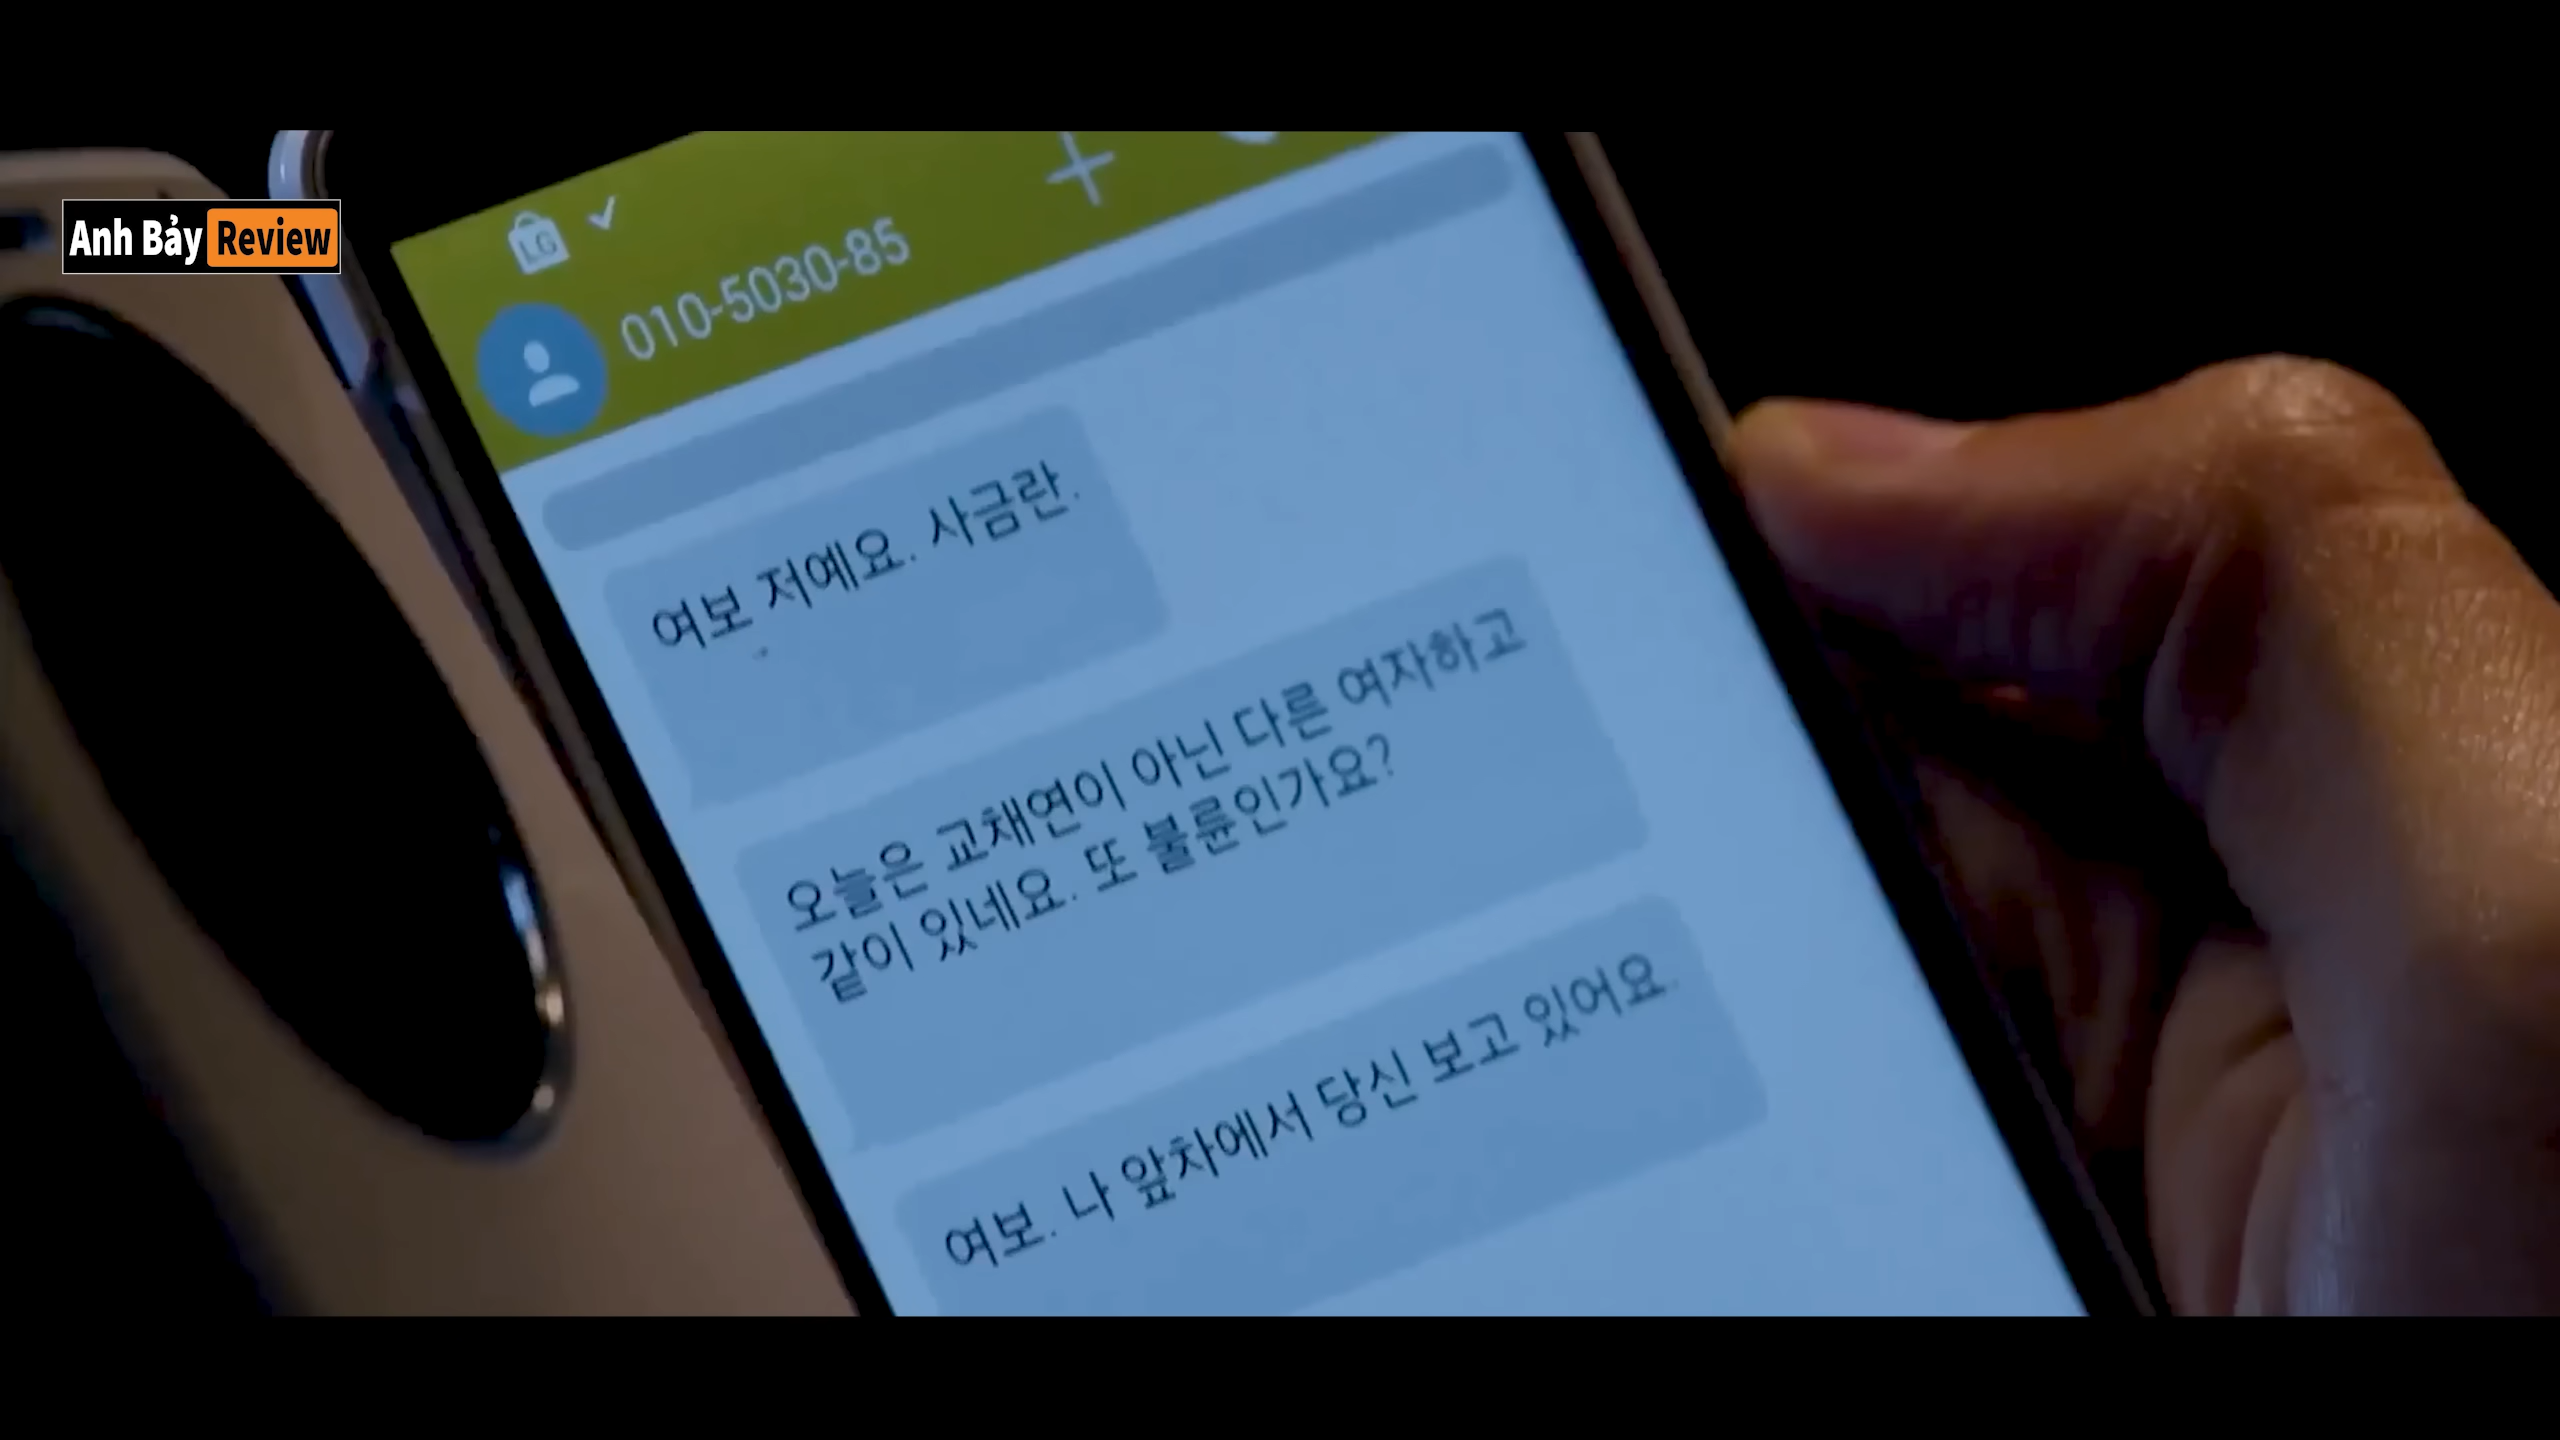 Anh Bảy Review
LG
010-5030-85
여보 저예요. 사금란.
오늘은 교채연이 아닌 다른 여자하고
같이 있네요. 또 불륜인가요?
여보. 나 앞차에서 당신 보고 있어요.